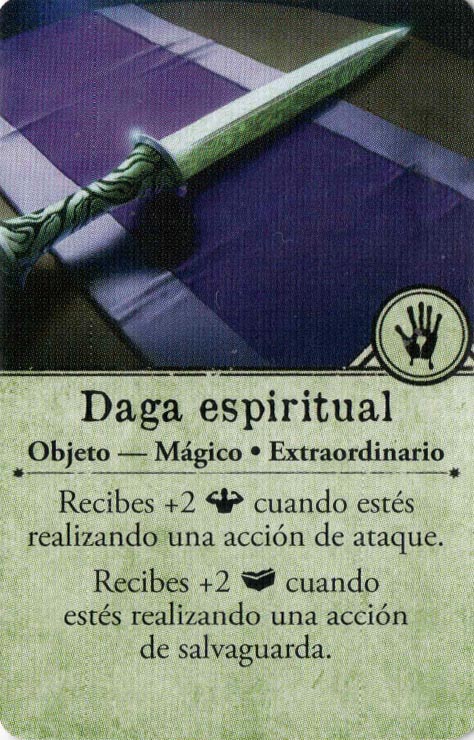 Daga espiritual
Objeto — Mágico • Extraordinario
Recibes +2 cuando estés
realizando una acción de ataque.
Recibes +2 cuando
estés realizando una acción
de salvaguarda.